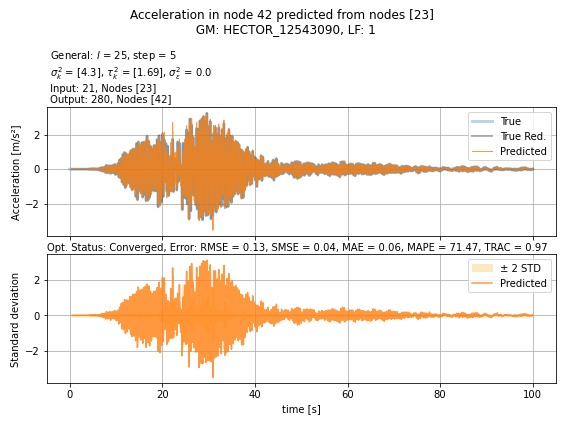 Acceleration in node 42 predicted from nodes [23]
GM: HECTOR_12543090, LF: 1
General: l = 25, step = 5
σ²ₖ = [4.3], τ²ₖ = [1.69], σ²ε = 0.0
Input: 21, Nodes [23]
Output: 280, Nodes [42]
True
True Red.
Predicted
Acceleration [m/s²]
2
0
−2
Opt. Status: Converged, Error: RMSE = 0.13, SMSE = 0.04, MAE = 0.06, MAPE = 71.47, TRAC = 0.97
± 2 STD
Predicted
Standard deviation
2
0
−2
0 20 40 60 80 100
time [s]